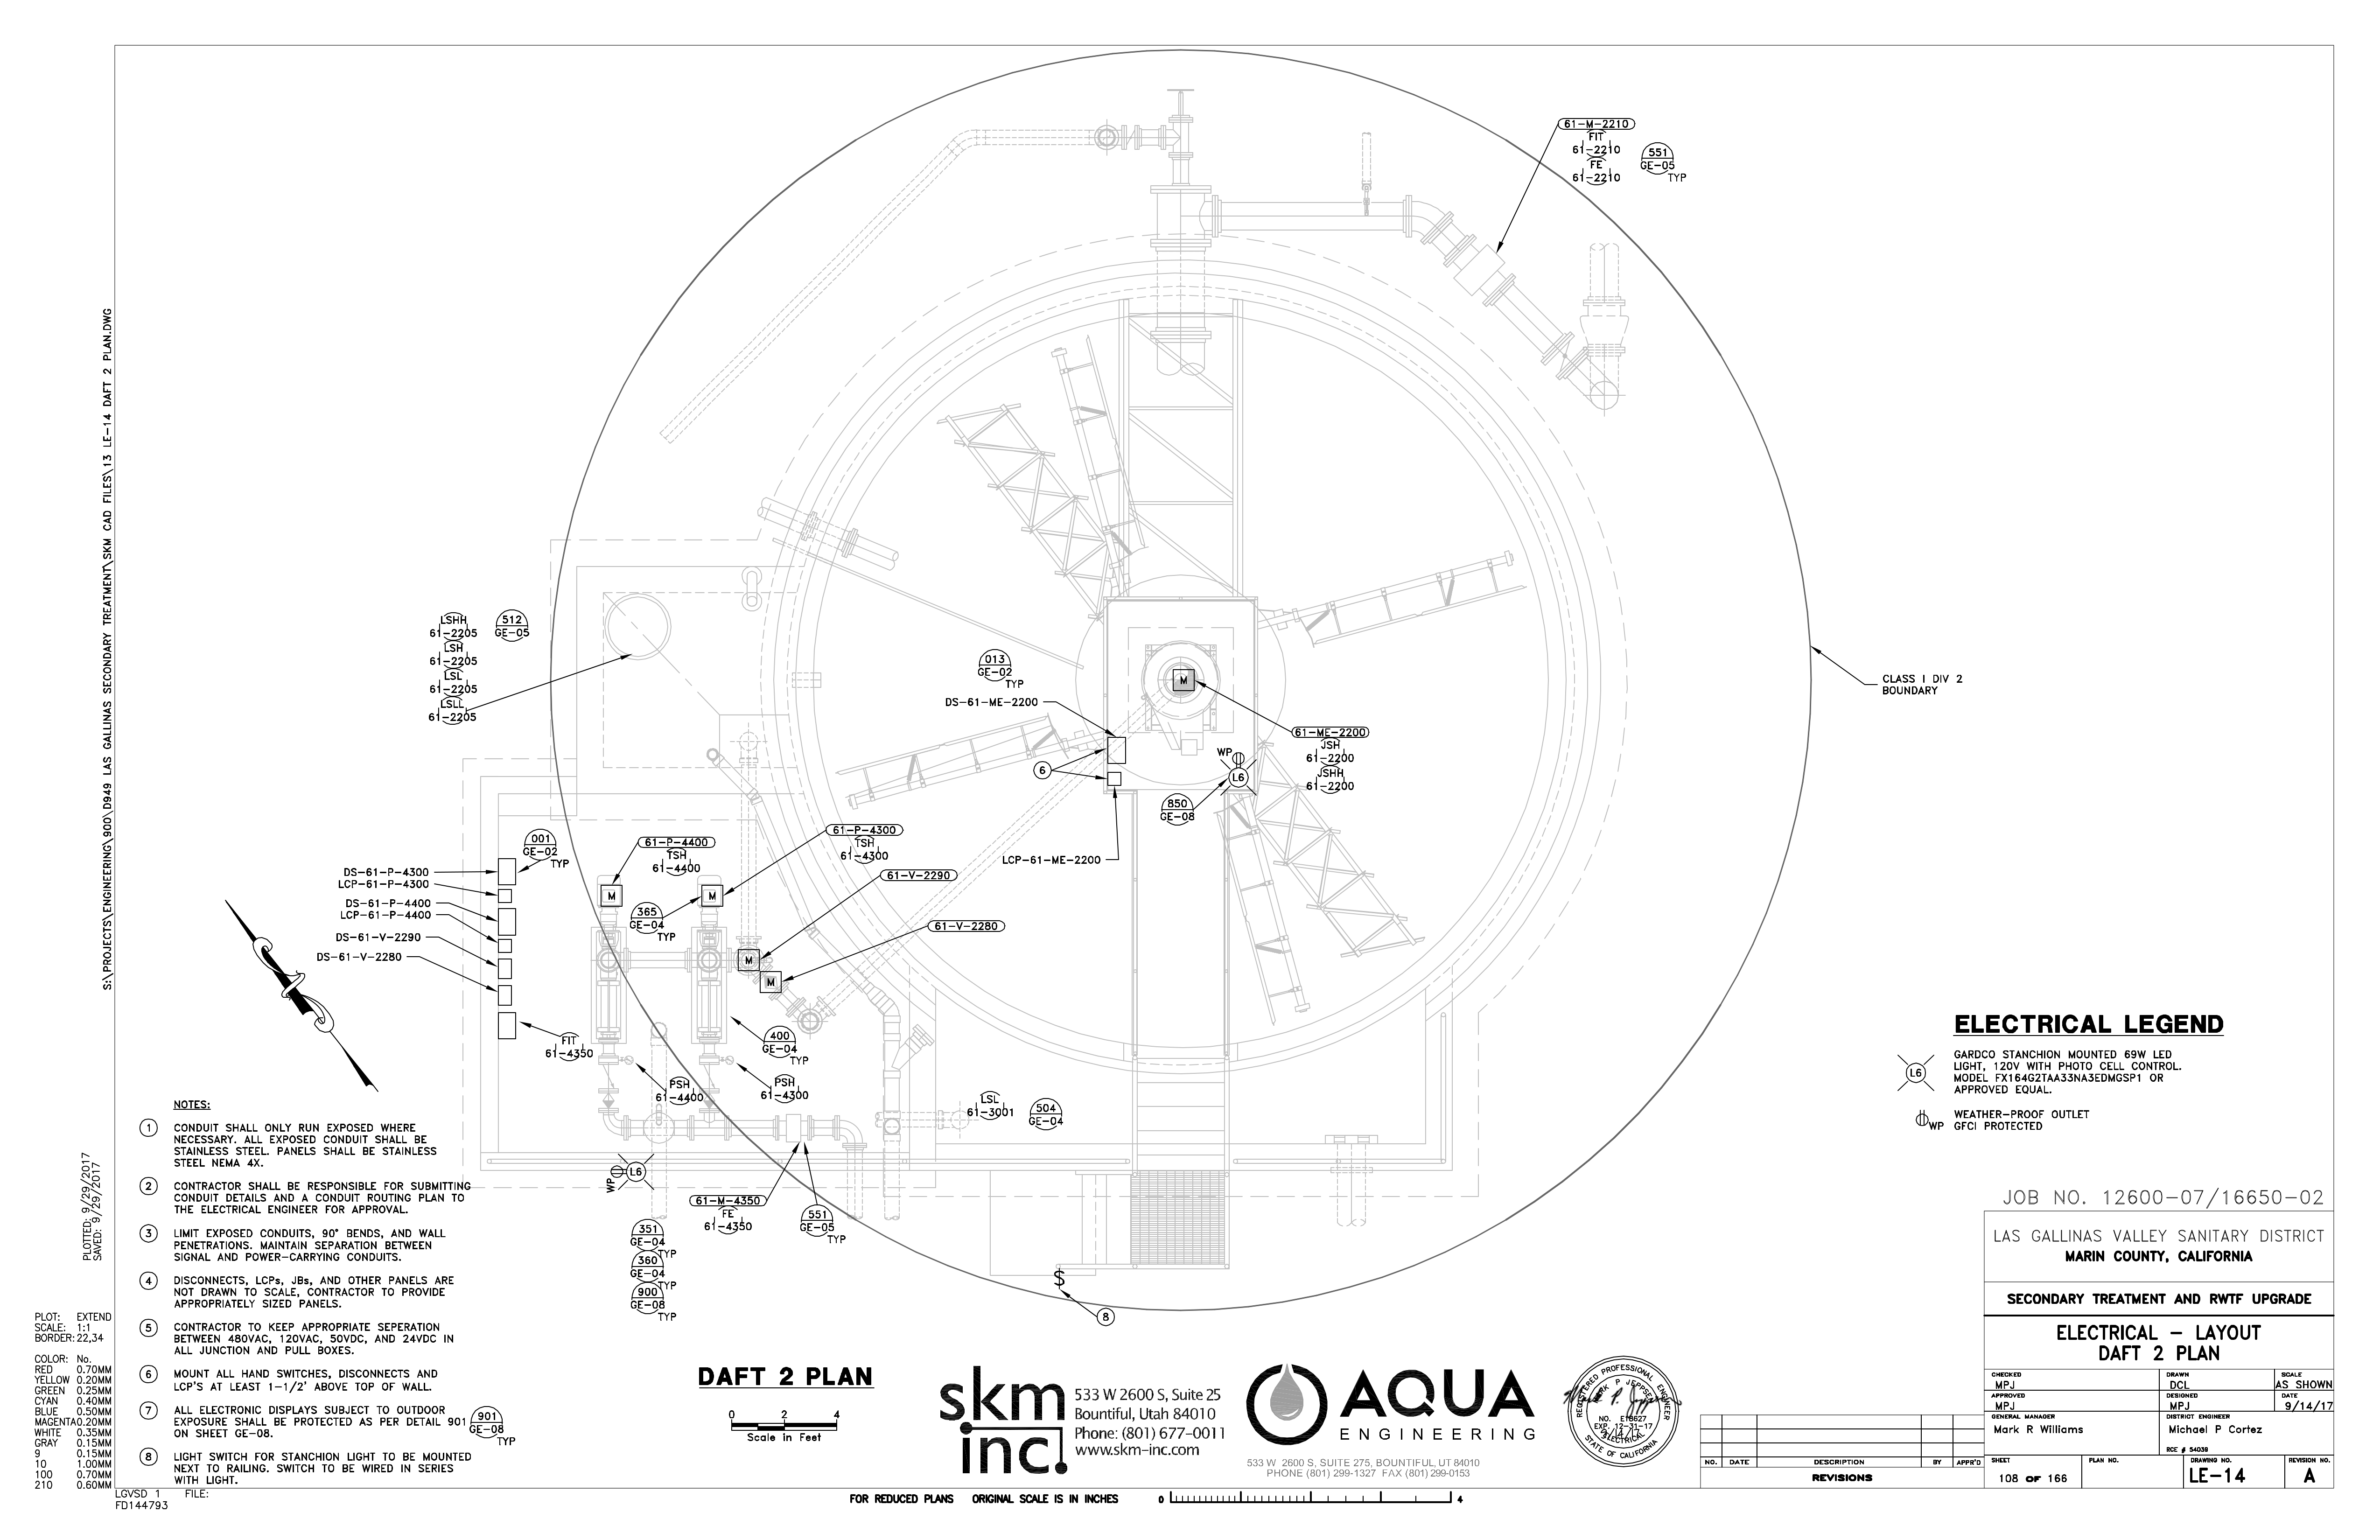 61-M-2210
FIT
61-2210
FE
61-2210
551
GE-05
TYP
S:\PROJECTS\ENGINEERING\900\D949 LAS GALLINAS SECONDARY TREATMENT\SKM CAD FILES\13 LE-14 DAFT 2 PLAN.DWG
LSHH
61-2205
LSH
61-2205
LSL
61-2205
LSLL
61-2205
512
GE-05
013
GE-02
TYP
DS-61-ME-2200
M
61-ME-2200
JSH
61-2200
JSHH
61-2200
6
WP
L6
850
GE-08
LCP-61-ME-2200
CLASS I DIV 2
BOUNDARY
001
GE-02
TYP
DS-61-P-4300
LCP-61-P-4300
DS-61-P-4400
LCP-61-P-4400
DS-61-V-2290
DS-61-V-2280
61-P-4400
TSH
61-4400
61-P-4300
TSH
61-4300
61-V-2290
61-V-2280
M
M
365
GE-04
TYP
M
M
FIT
61-4350
400
GE-04
TYP
PSH
61-4400
PSH
61-4300
LSL
61-3001
504
GE-04
WP
L6
61-M-4350
FE
61-4350
551
GE-05
TYP
351
GE-04
TYP
360
GE-04
TYP
900
GE-08
TYP
$
8
ELECTRICAL LEGEND
L6
GARDCO STANCHION MOUNTED 69W LED
LIGHT, 120V WITH PHOTO CELL CONTROL.
MODEL FX164G2TAA33NA3EDMGSP1 OR
APPROVED EQUAL.
WP
WEATHER-PROOF OUTLET
GFCI PROTECTED
NOTES:
1 CONDUIT SHALL ONLY RUN EXPOSED WHERE
NECESSARY. ALL EXPOSED CONDUIT SHALL BE
STAINLESS STEEL. PANELS SHALL BE STAINLESS
STEEL NEMA 4X.
2 CONTRACTOR SHALL BE RESPONSIBLE FOR SUBMITTING
CONDUIT DETAILS AND A CONDUIT ROUTING PLAN TO
THE ELECTRICAL ENGINEER FOR APPROVAL.
3 LIMIT EXPOSED CONDUITS, 90° BENDS, AND WALL
PENETRATIONS. MAINTAIN SEPARATION BETWEEN
SIGNAL AND POWER-CARRYING CONDUITS.
4 DISCONNECTS, LCPs, JBs, AND OTHER PANELS ARE
NOT DRAWN TO SCALE, CONTRACTOR TO PROVIDE
APPROPRIATELY SIZED PANELS.
5 CONTRACTOR TO KEEP APPROPRIATE SEPERATION
BETWEEN 480VAC, 120VAC, 50VDC, AND 24VDC IN
ALL JUNCTION AND PULL BOXES.
6 MOUNT ALL HAND SWITCHES, DISCONNECTS AND
LCP'S AT LEAST 1-1/2' ABOVE TOP OF WALL.
7 ALL ELECTRONIC DISPLAYS SUBJECT TO OUTDOOR
EXPOSURE SHALL BE PROTECTED AS PER DETAIL 901
ON SHEET GE-08.
901
GE-08
TYP
8 LIGHT SWITCH FOR STANCHION LIGHT TO BE MOUNTED
NEXT TO RAILING. SWITCH TO BE WIRED IN SERIES
WITH LIGHT.
PLOTTED: 9/29/2017
SAVED: 9/29/2017
PLOT: EXTEND
SCALE: 1:1
BORDER: 22,34
COLOR: No.
RED 0.70MM
YELLOW 0.20MM
GREEN 0.25MM
CYAN 0.40MM
BLUE 0.50MM
MAGENTA 0.20MM
WHITE 0.35MM
GRAY 0.15MM
9 0.15MM
10 1.00MM
100 0.70MM
210 0.60MM
LGVSD 1 FILE:
FD144793
DAFT 2 PLAN
0 2 4
Scale in Feet
skm inc.
533 W 2600 S, Suite 25
Bountiful, Utah 84010
Phone: (801) 677-0011
www.skm-inc.com
AQUA
ENGINEERING
533 W 2600 S, SUITE 275, BOUNTIFUL, UT 84010
PHONE (801) 299-1327 FAX (801) 299-0153
REGISTERED PROFESSIONAL ENGINEER
MARK P JEPPSEN
NO. E18627
EXP. 12-31-17
9/14/17
ELECTRICAL
STATE OF CALIFORNIA
FOR REDUCED PLANS ORIGINAL SCALE IS IN INCHES
0 4
NO. DATE DESCRIPTION BY APPR'D
REVISIONS
JOB NO. 12600-07/16650-02
LAS GALLINAS VALLEY SANITARY DISTRICT
MARIN COUNTY, CALIFORNIA
SECONDARY TREATMENT AND RWTF UPGRADE
ELECTRICAL - LAYOUT
DAFT 2 PLAN
CHECKED
MPJ
DRAWN
DCL
SCALE
AS SHOWN
APPROVED
MPJ
DESIGNED
MPJ
DATE
9/14/17
GENERAL MANAGER
Mark R Williams
DISTRICT ENGINEER
Michael P Cortez
RCE # 54039
SHEET
108 OF 166
PLAN NO.
DRAWING NO.
LE-14
REVISION NO.
A